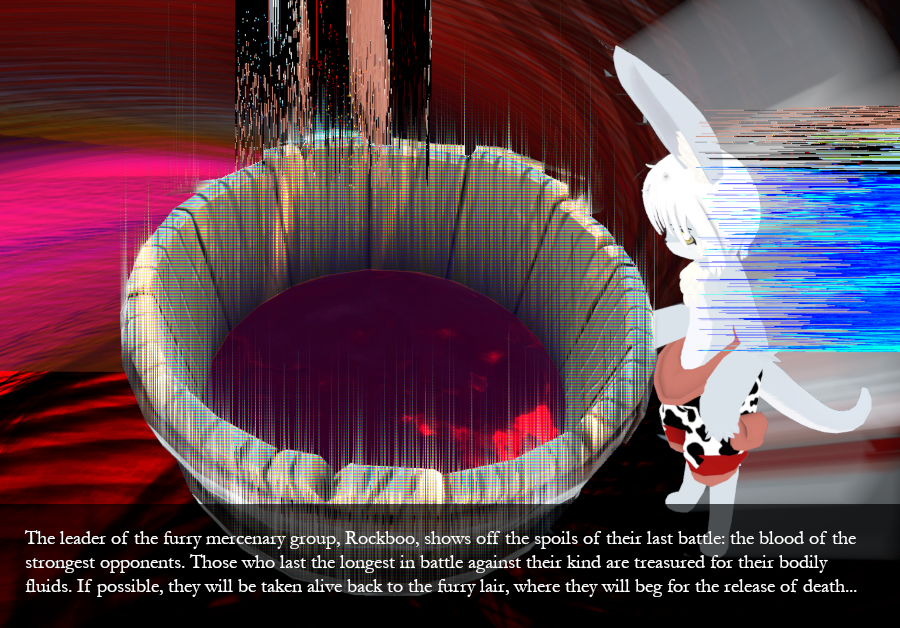 The leader of the furry mercenary group, Rockboo, shows off the spoils of their last battle: the blood of the
strongest opponents. Those who last the longest in battle against their kind are treasured for their bodily
fluids. If possible, they will be taken alive back to the furry lair, where they will beg for the release of death...